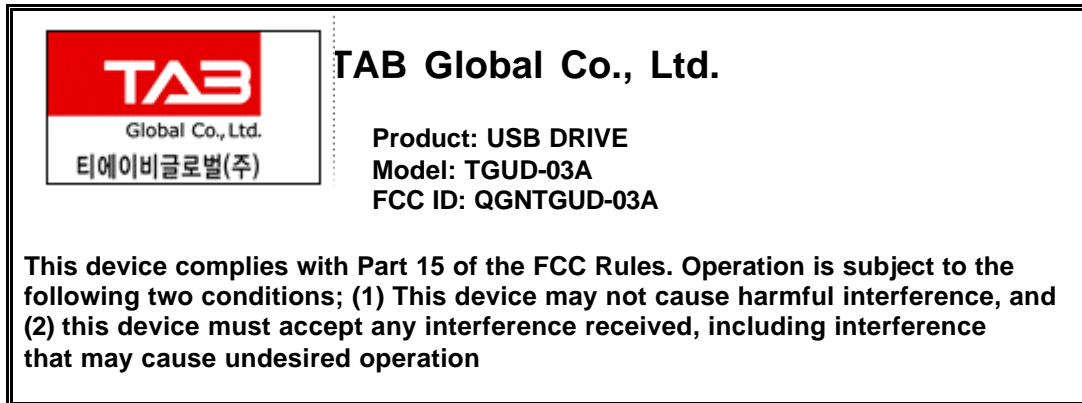 TAB
Global Co., Ltd.
티에이비글로벌(주)
TAB Global Co., Ltd.
Product: USB DRIVE
Model: TGUD-03A
FCC ID: QGNTGUD-03A
This device complies with Part 15 of the FCC Rules. Operation is subject to the
following two conditions; (1) This device may not cause harmful interference, and
(2) this device must accept any interference received, including interference
that may cause undesired operation